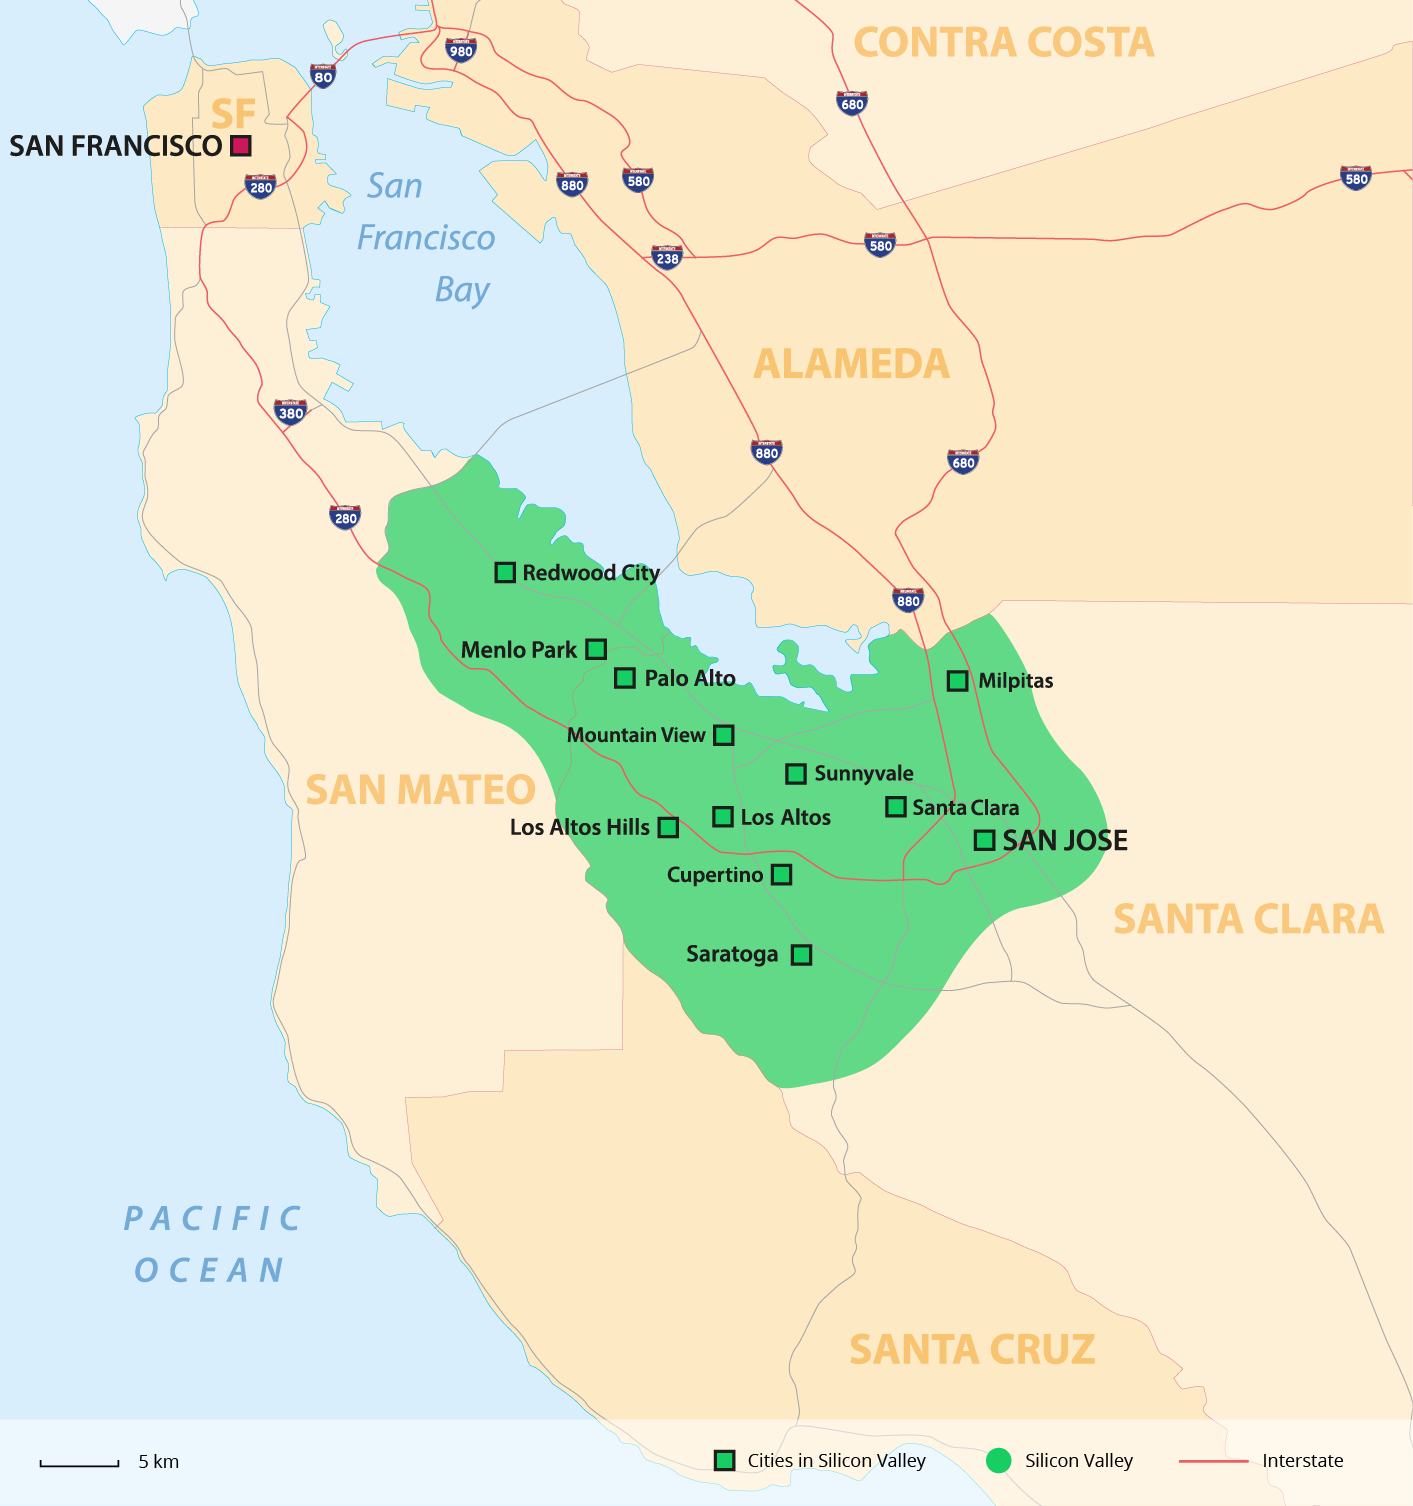 CONTRA COSTA
980
80
680
SF
SAN FRANCISCO
280
San
Francisco
Bay
880
580
580
238
580
ALAMEDA
380
880
680
280
Redwood City
880
Menlo Park
Palo Alto
Milpitas
Mountain View
Sunnyvale
SAN MATEO
Santa Clara
Los Altos
Los Altos Hills
SAN JOSE
Cupertino
SANTA CLARA
Saratoga
PACIFIC
OCEAN
SANTA CRUZ
5 km
Cities in Silicon Valley
Silicon Valley
Interstate